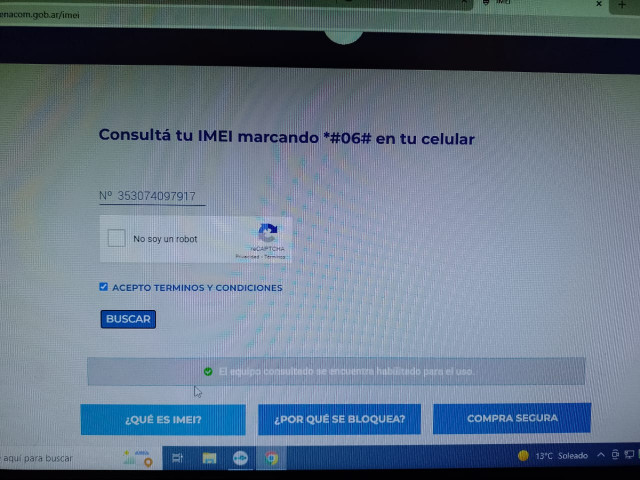 enacom.gob.ar/imei
IMEI
Consultá tu IMEI marcando *#06# en tu celular
Nº 353074097917
No soy un robot
reCAPTCHA
Privacidad - Términos
ACEPTO TERMINOS Y CONDICIONES
BUSCAR
El equipo consultado se encuentra habilitado para el uso.
¿QUÉ ES IMEI?
¿POR QUÉ SE BLOQUEA?
COMPRA SEGURA
aquí para buscar
13°C Soleado